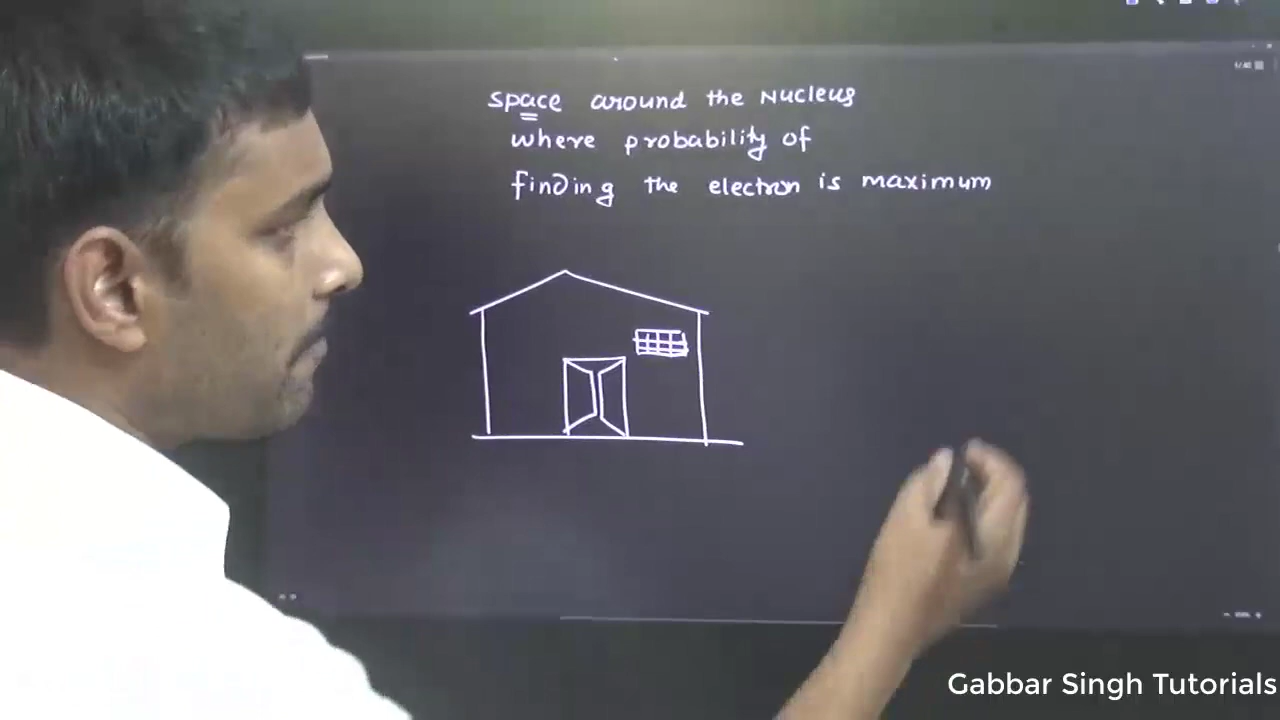 space around the Nucleus
where probability of
finding the electron is maximum
Gabbar Singh Tutorials